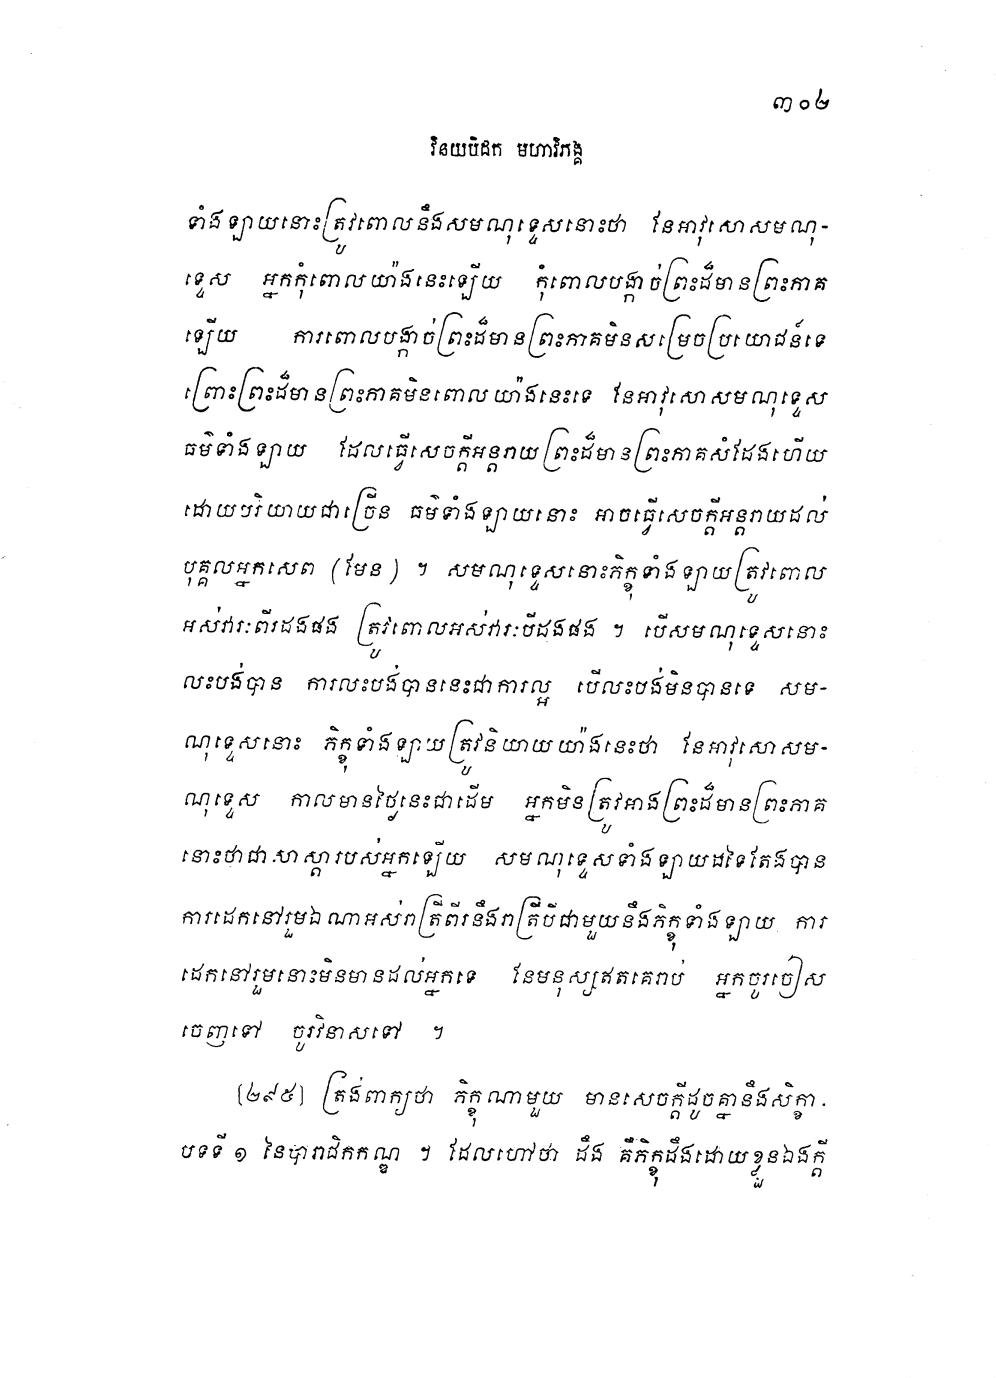 ៣០២
វិនយបិដក មហាវិភង្គ
ទាំងឡាយនោះត្រូវពោលនឹងសមណុទ្ទេសនោះថា នែអាវុសោសមណុ-
ទ្ទេស អ្នកកុំពោលយ៉ាងនេះឡើយ កុំពោលបង្កាច់ព្រះដ៏មានព្រះភាគ
ឡើយ ការពោលបង្កាច់ព្រះដ៏មានព្រះភាគមិនសម្រេចប្រយោជន៍ទេ
ព្រោះព្រះដ៏មានព្រះភាគមិនពោលយ៉ាងនេះទេ នែអាវុសោសមណុទ្ទេស
ធម៌ទាំងឡាយ ដែលធ្វើសេចក្តីអន្តរាយព្រះដ៏មានព្រះភាគសំដែងហើយ
ដោយបរិយាយជាច្រើន ធម៌ទាំងឡាយនោះ អាចធ្វើសេចក្តីអន្តរាយដល់
បុគ្គលអ្នកសេព (មែន) ។ សមណុទ្ទេសនោះភិក្ខុទាំងឡាយត្រូវពោល
អស់វារៈពីរដងផង ត្រូវពោលអស់វារៈបីដងផង ។ បើសមណុទ្ទេសនោះ
លះបង់បាន ការលះបង់បាននេះជាការល្អ បើលះបង់មិនបានទេ សម-
ណុទ្ទេសនោះ ភិក្ខុទាំងឡាយត្រូវនិយាយយ៉ាងនេះថា នែអាវុសោសម-
ណុទ្ទេស កាលមានថ្ងៃនេះជាដើម អ្នកមិនត្រូវអាងព្រះដ៏មានព្រះភាគ
នោះថាជាសាស្តារបស់អ្នកឡើយ សមណុទ្ទេសទាំងឡាយដទៃតែងបាន
ការដេកនៅរួមឯណាអស់រាត្រីពីរនឹងរាត្រីបីជាមួយនឹងភិក្ខុទាំងឡាយ ការ
ដេកនៅរួមនោះមិនមានដល់អ្នកទេ នែមនុស្សឥតគេរាប់ អ្នកចូរចៀស
ចេញទៅ ចូរវិនាសទៅ ។
[២៩៥] ត្រង់ពាក្យថា ភិក្ខុណាមួយ មានសេចក្តីដូចគ្នានឹងសិក្ខា-
បទទី ១ នៃបារាជិកកណ្ឌ ។ ដែលហៅថា ដឹង គឺភិក្ខុដឹងដោយខ្លួនឯងក្តី